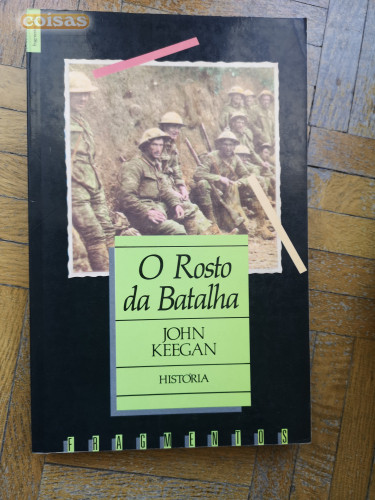 coisas
O Rosto
da Batalha
JOHN
KEEGAN
HISTÓRIA
FRAGMENTOS